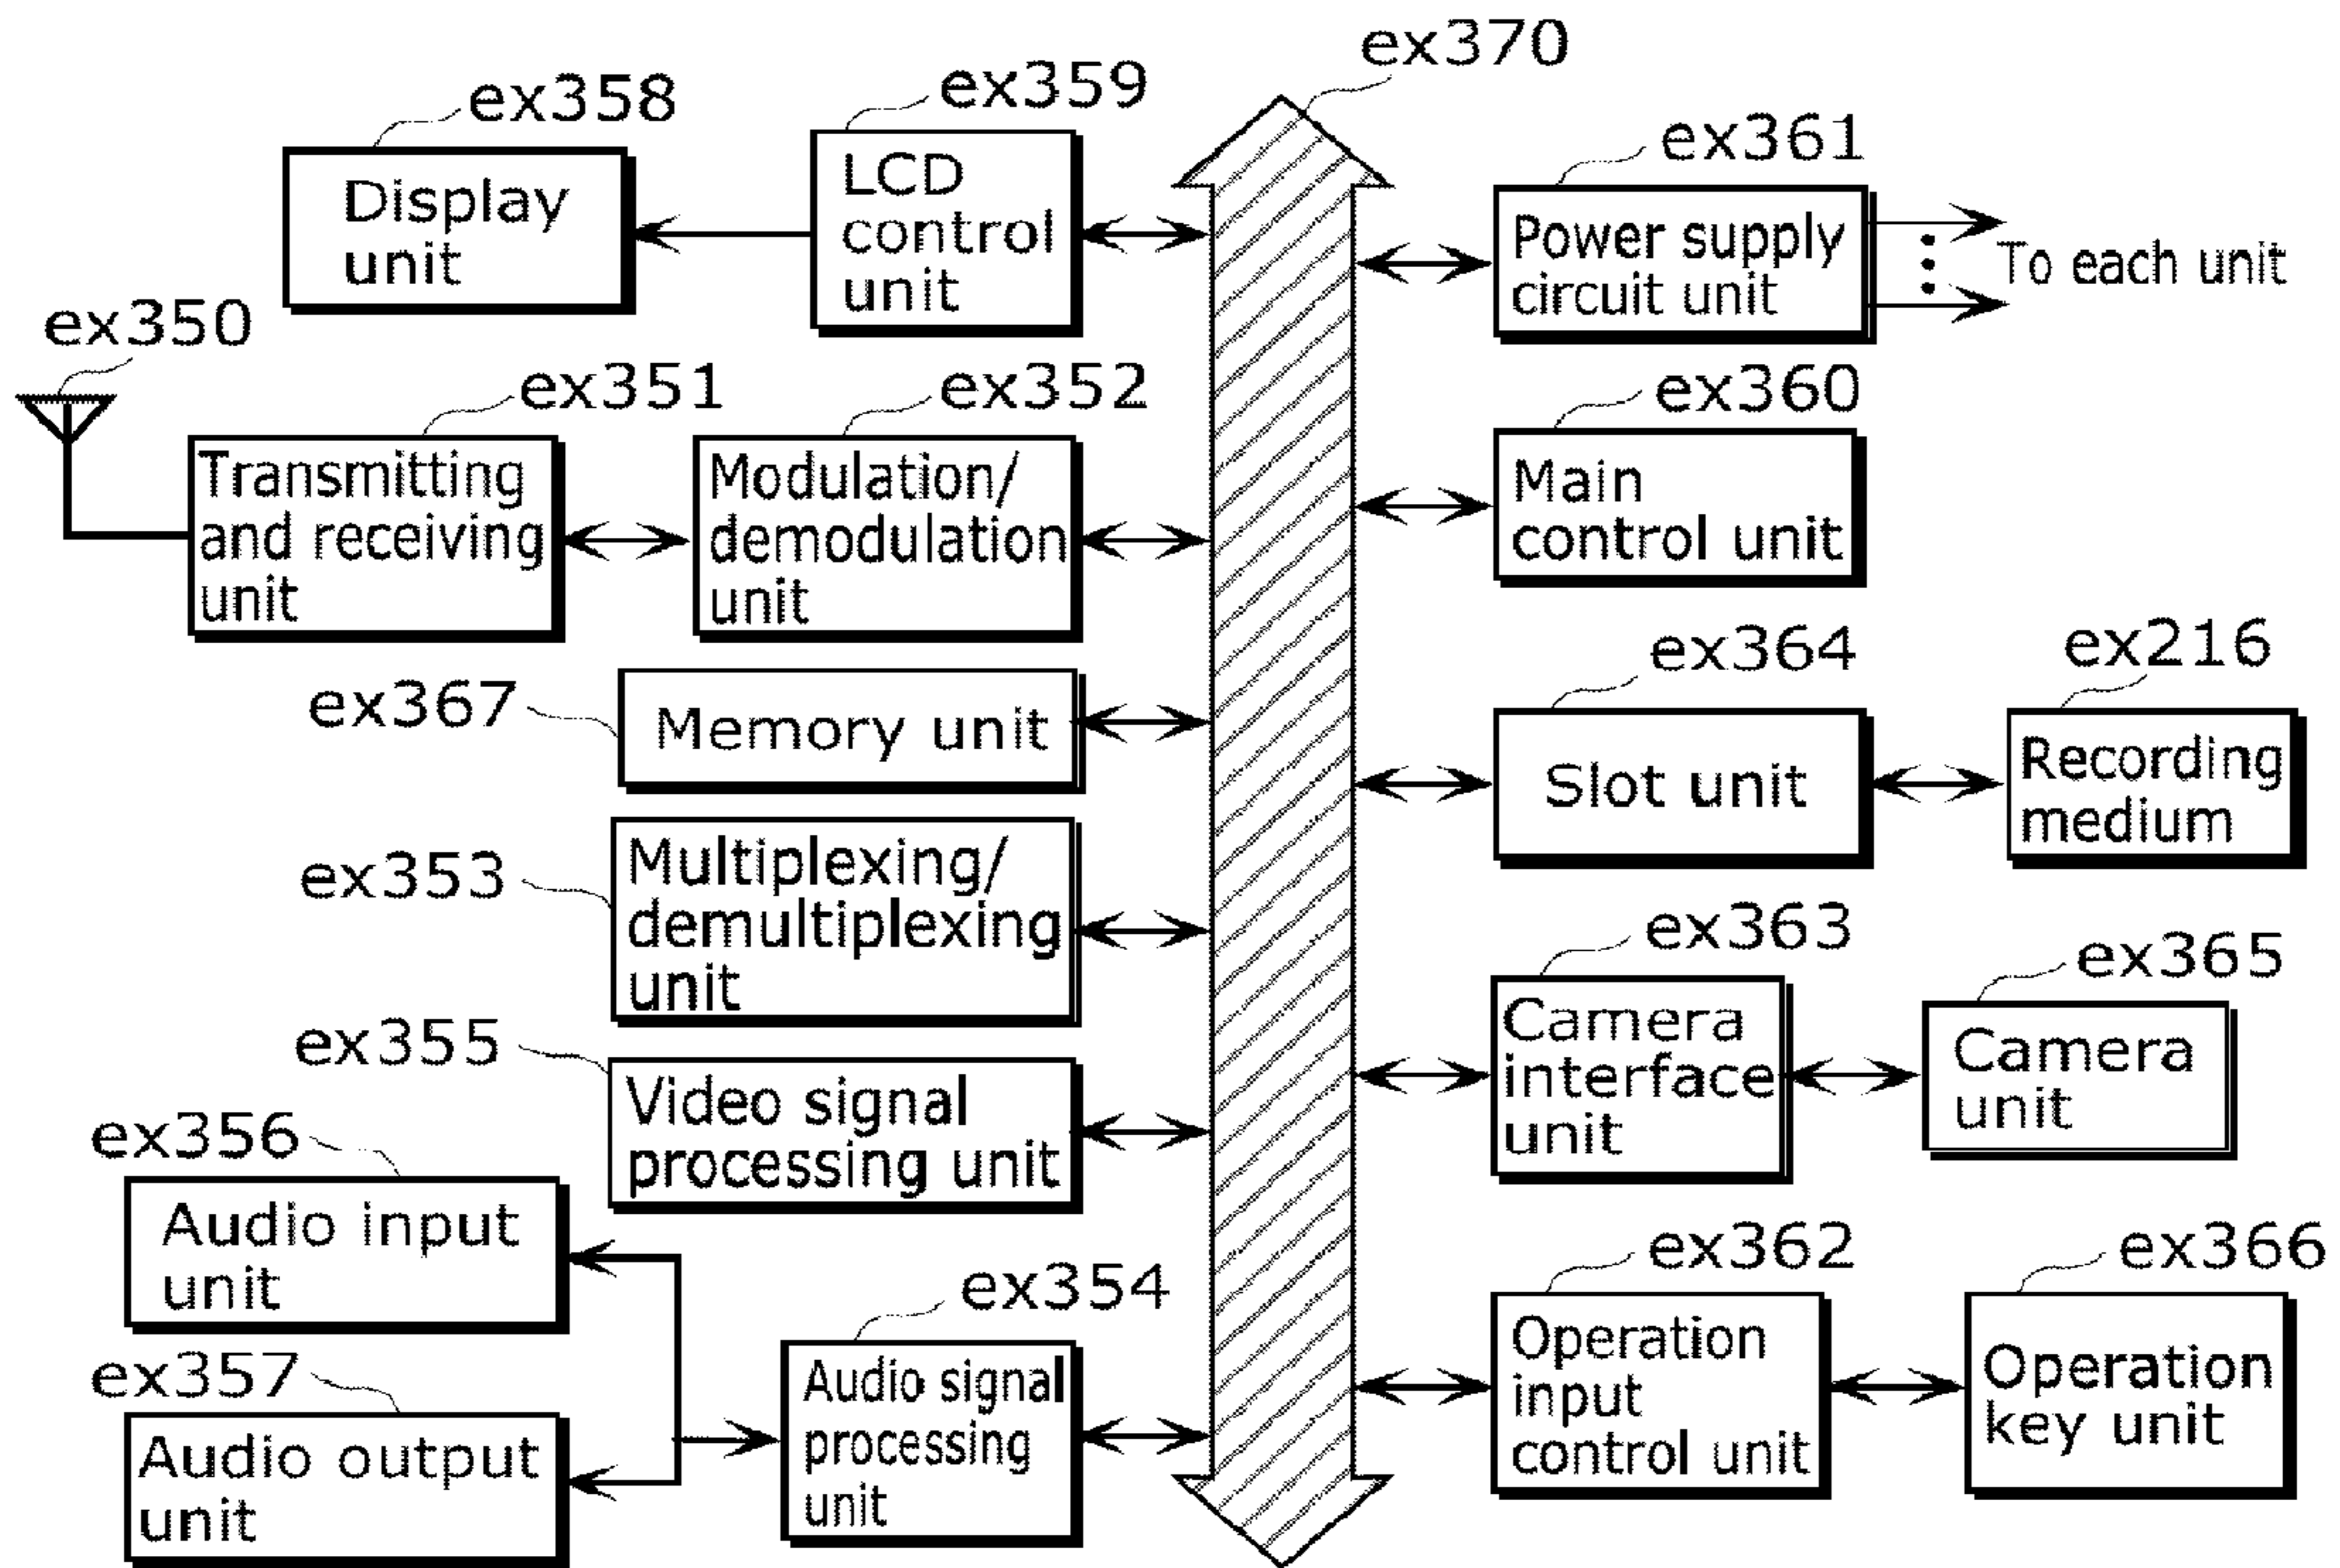 ex370
ex359
ex358
LCD
control
unit
Display
unit
ex361
Power supply
circuit unit
To each unit
ex350
ex351
ex352
Transmitting
and receiving
unit
Modulation/
demodulation
unit
ex360
Main
control unit
ex367
Memory unit
ex364
Slot unit
ex216
Recording
medium
ex353
Multiplexing/
demultiplexing
unit
ex363
Camera
interface
unit
ex365
Camera
unit
ex355
Video signal
processing unit
ex356
Audio input
unit
ex357
Audio output
unit
ex354
Audio signal
processing
unit
ex362
Operation
input
control unit
ex366
Operation
key unit